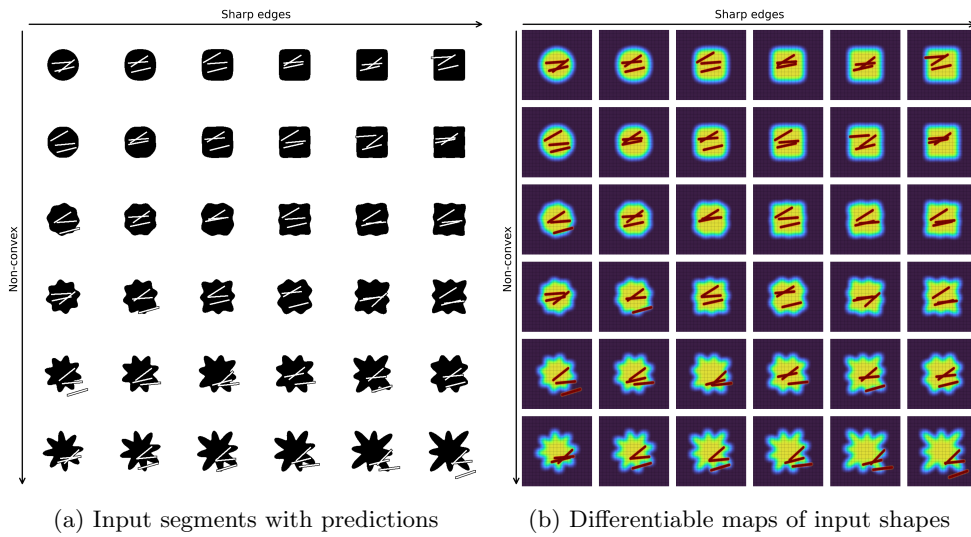 Sharp edges
Non-convex
(a) Input segments with predictions
Sharp edges
Non-convex
(b) Differentiable maps of input shapes